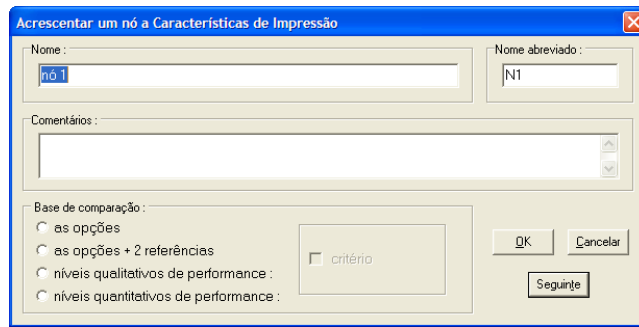 Acrescentar um nó a Características de Impressão
Nome :
Nome abreviado :
nó 1
N1
Comentários :
Base de comparação :
as opções
as opções + 2 referências
níveis qualitativos de performance :
níveis quantitativos de performance :
critério
OK
Cancelar
Seguinte